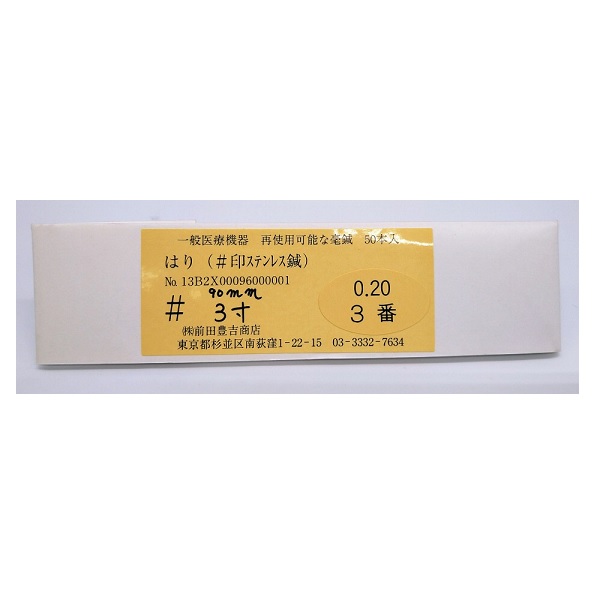 一般医療機器 再使用可能な毫鍼 50本入
はり（＃印ステンレス鍼）
No. 13B2X00096000001
90mm
# 3寸
0.20
3番
㈱前田豊吉商店
東京都杉並区南荻窪1-22-15 03-3332-7634